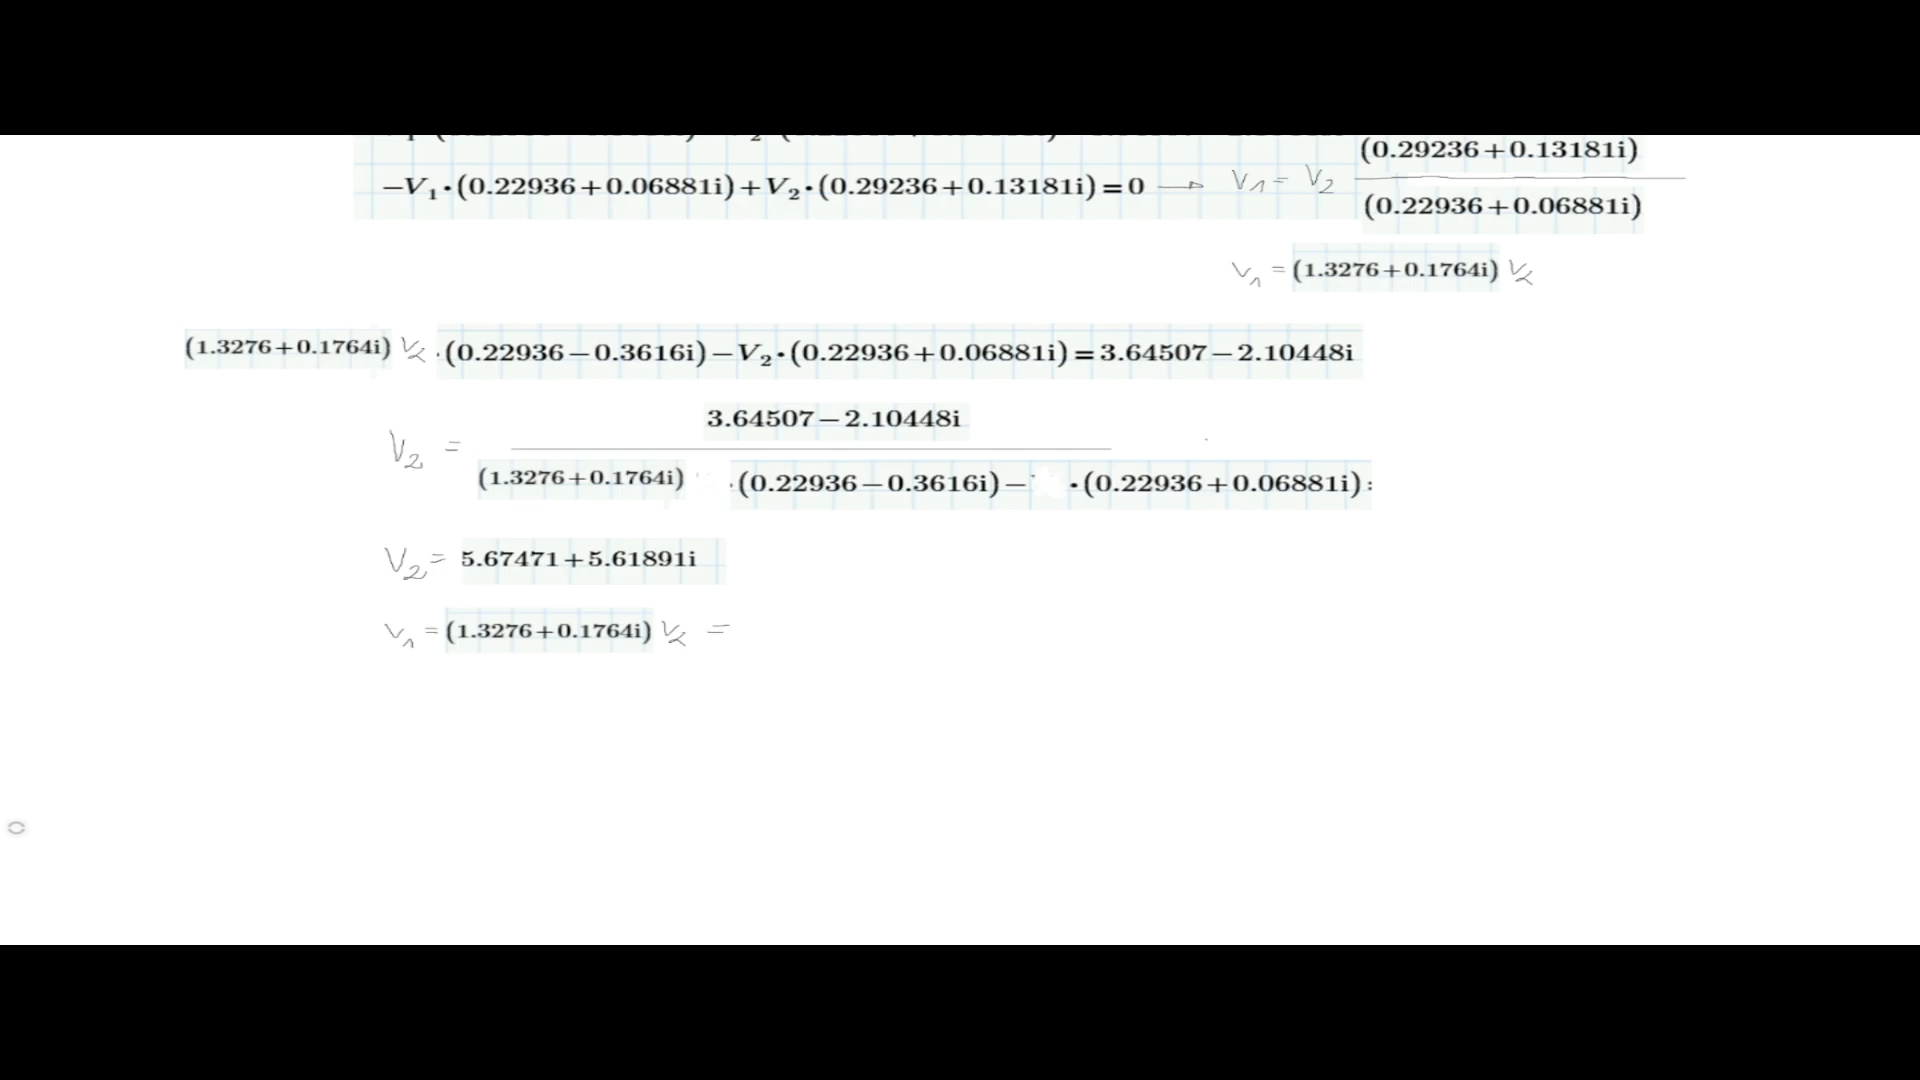 (0.29236+0.13181i)
−V₁·(0.22936+0.06881i)+V₂·(0.29236+0.13181i)=0 → V₁= V₂
(0.22936+0.06881i)
V₁ = (1.3276+0.1764i) V₂
(1.3276+0.1764i) V₂ ·(0.22936−0.3616i)−V₂·(0.22936+0.06881i)=3.64507−2.10448i
3.64507−2.10448i
V₂ =
(1.3276+0.1764i) ·(0.22936−0.3616i)− ·(0.22936+0.06881i):
V₂= 5.67471+5.61891i
V₁ = (1.3276+0.1764i) V₂ =